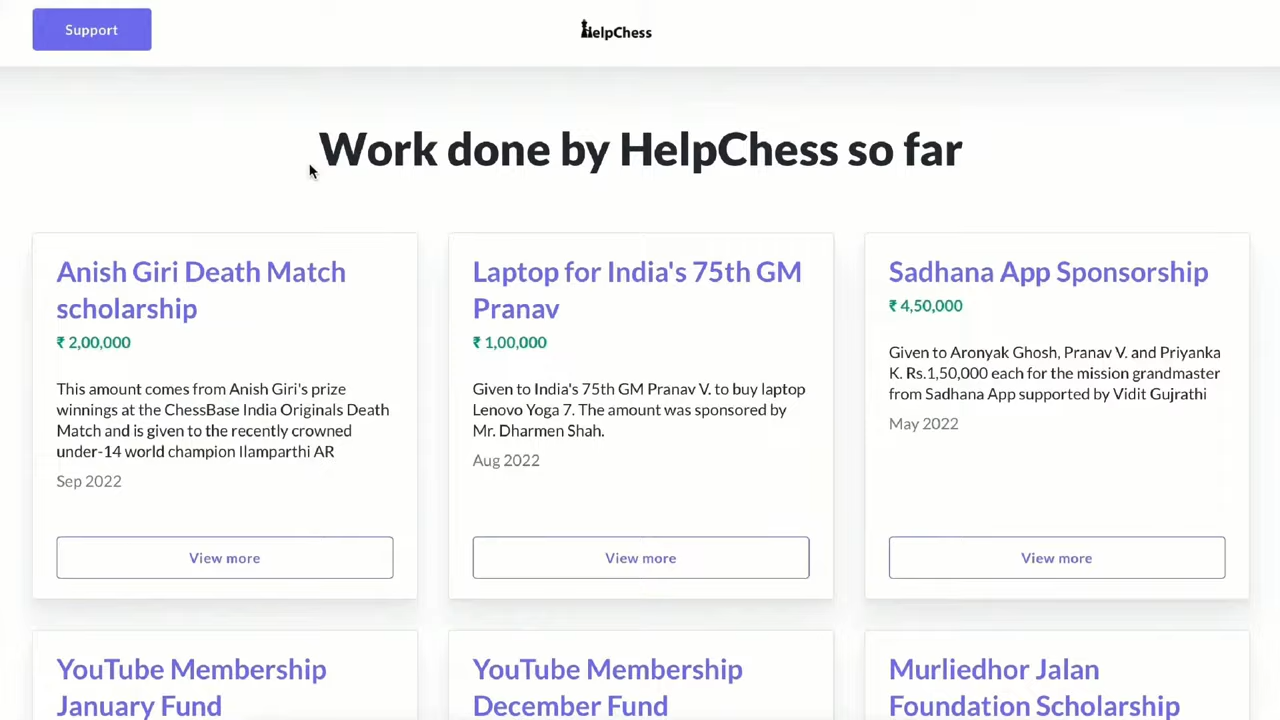 Support
HelpChess
Work done by HelpChess so far
Anish Giri Death Match
scholarship
₹ 2,00,000
This amount comes from Anish Giri's prize
winnings at the ChessBase India Originals Death
Match and is given to the recently crowned
under-14 world champion Ilamparthi AR
Sep 2022
View more
Laptop for India's 75th GM
Pranav
₹ 1,00,000
Given to India's 75th GM Pranav V. to buy laptop
Lenovo Yoga 7. The amount was sponsored by
Mr. Dharmen Shah.
Aug 2022
View more
Sadhana App Sponsorship
₹ 4,50,000
Given to Aronyak Ghosh, Pranav V. and Priyanka
K. Rs.1,50,000 each for the mission grandmaster
from Sadhana App supported by Vidit Gujrathi
May 2022
View more
YouTube Membership
January Fund
YouTube Membership
December Fund
Murliedhor Jalan
Foundation Scholarship